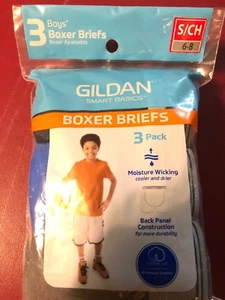 3 Boys'
Boxer Briefs
Boxer Ajustados
S/CH
6-8
GILDAN
SMART BASICS
BOXER BRIEFS
3 Pack
Moisture Wicking
cooler and drier
Back Panel
Construction
for more durability